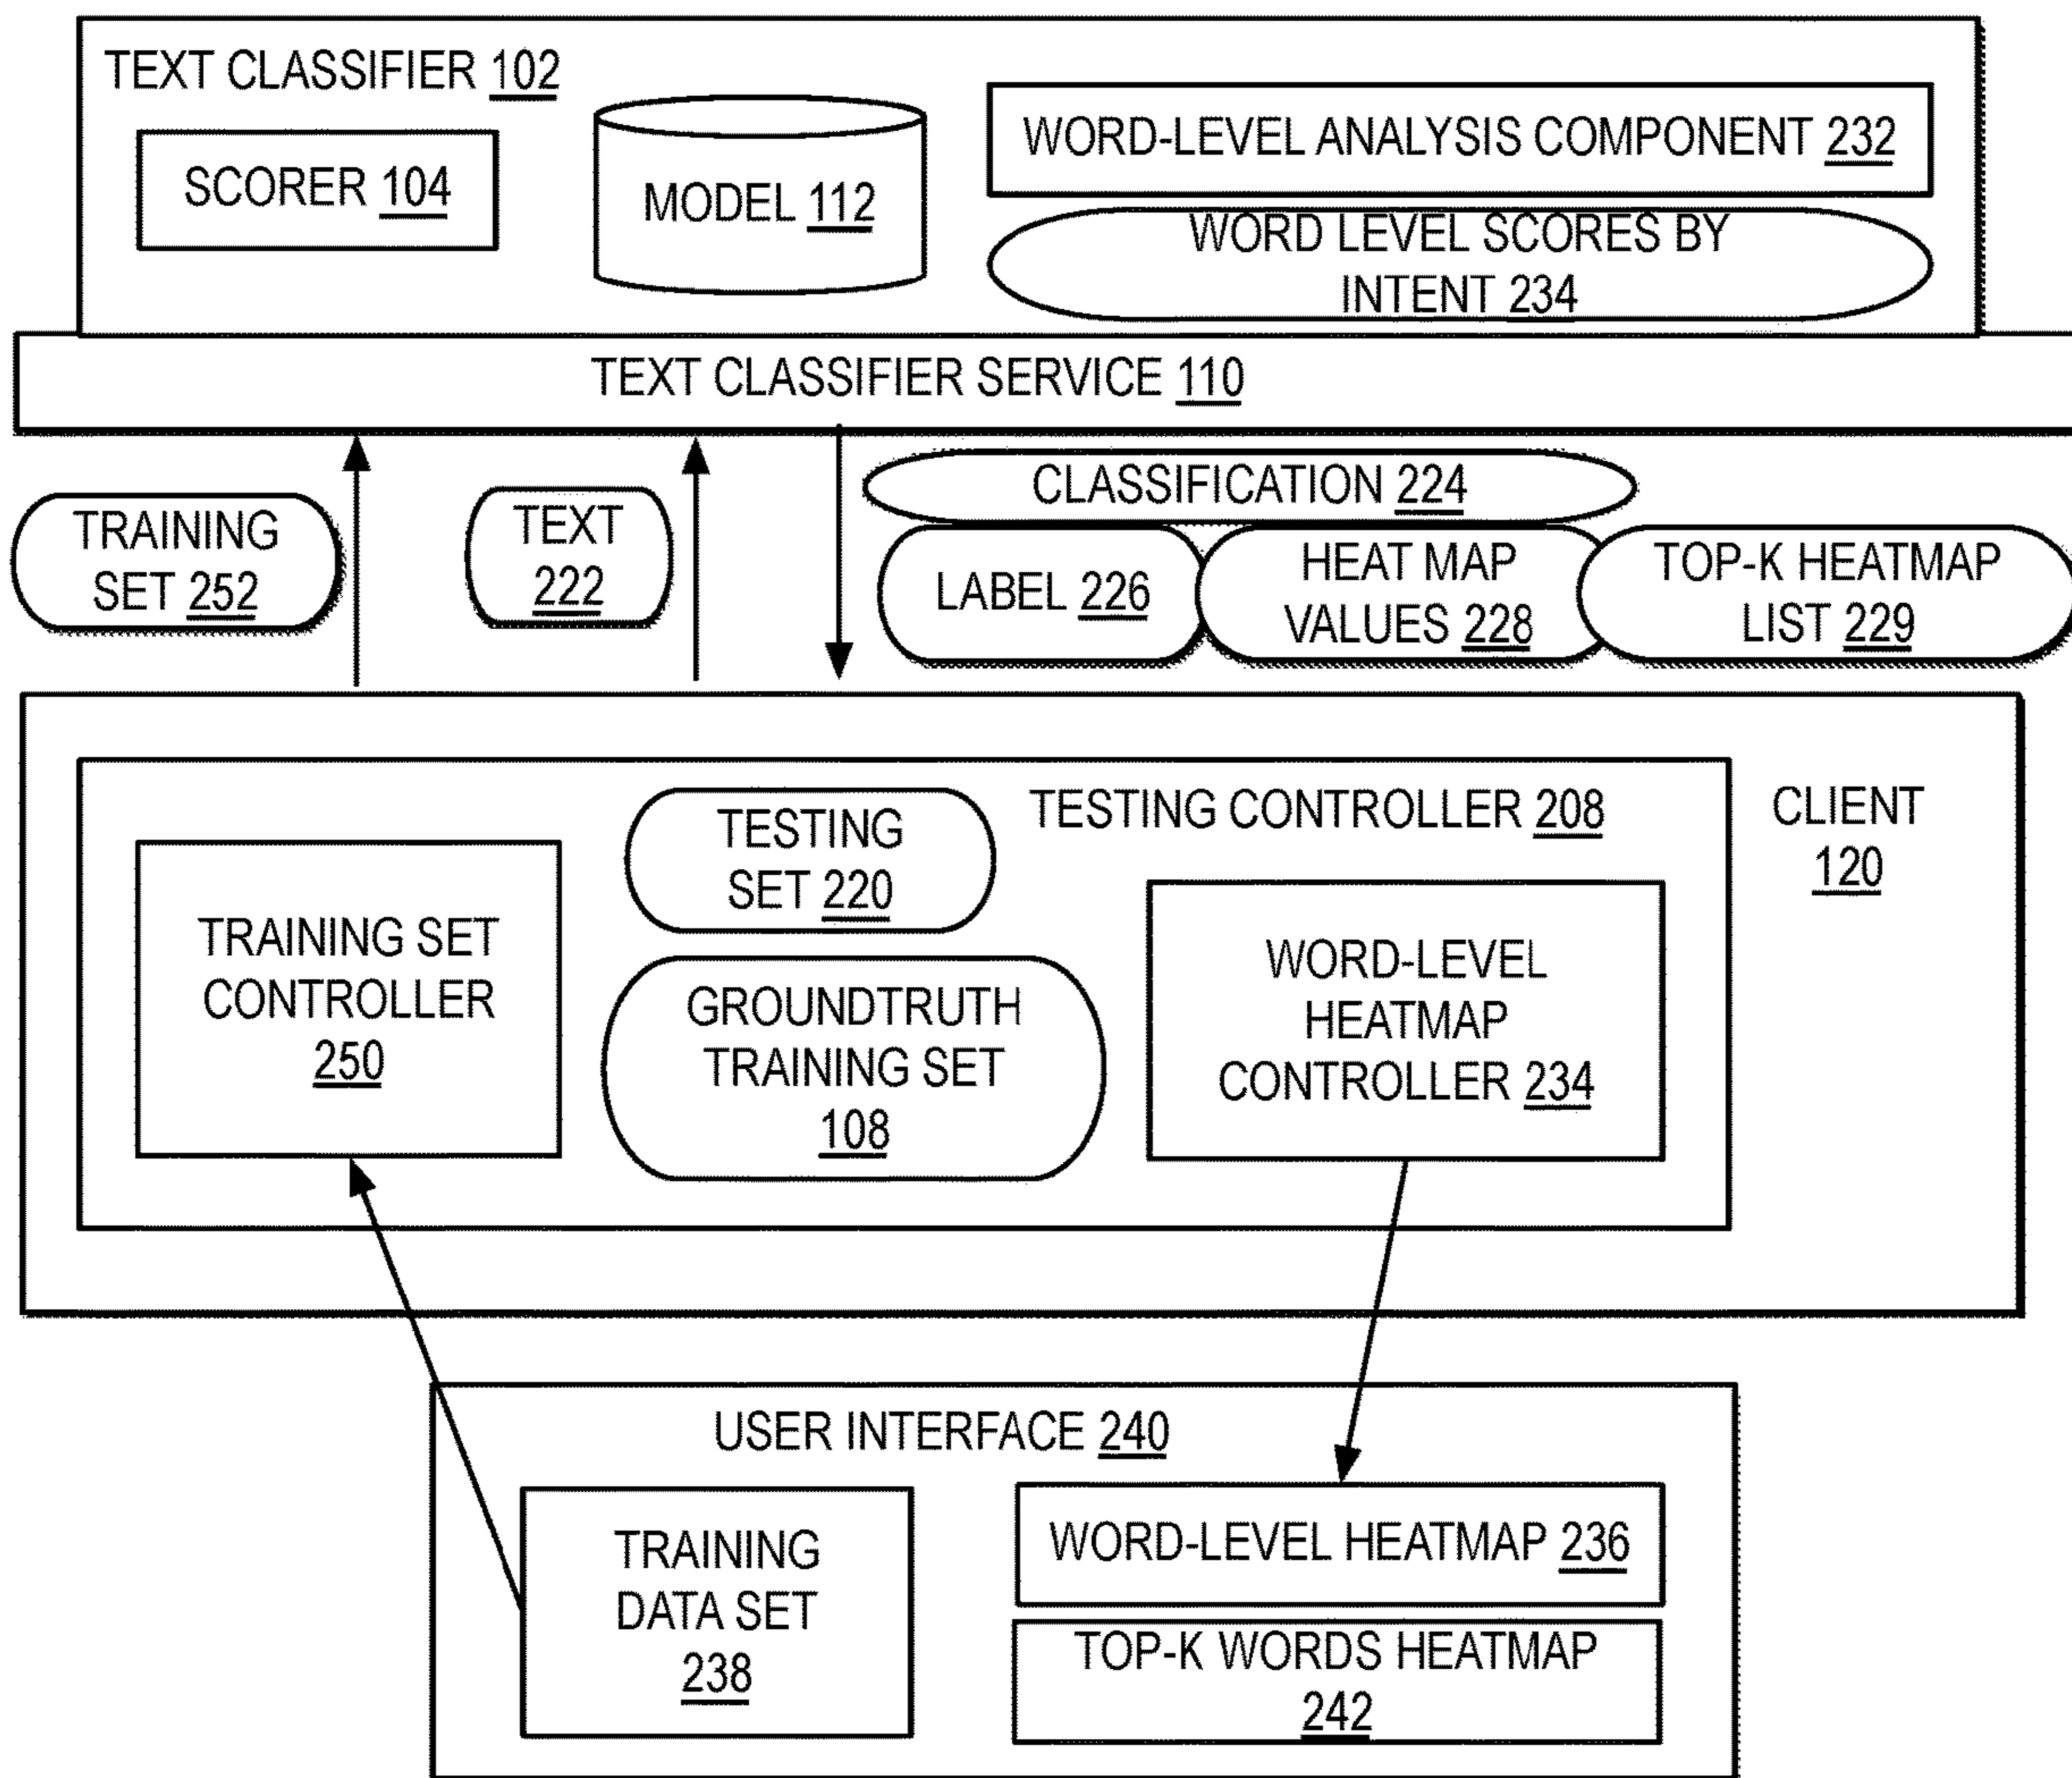 TEXT CLASSIFIER 102
SCORER 104
MODEL 112
WORD-LEVEL ANALYSIS COMPONENT 232
WORD LEVEL SCORES BY
INTENT 234
TEXT CLASSIFIER SERVICE 110
TRAINING
SET 252
TEXT
222
CLASSIFICATION 224
LABEL 226
HEAT MAP
VALUES 228
TOP-K HEATMAP
LIST 229
TESTING CONTROLLER 208
CLIENT
120
TRAINING SET
CONTROLLER
250
TESTING
SET 220
GROUNDTRUTH
TRAINING SET
108
WORD-LEVEL
HEATMAP
CONTROLLER 234
USER INTERFACE 240
TRAINING
DATA SET
238
WORD-LEVEL HEATMAP 236
TOP-K WORDS HEATMAP
242